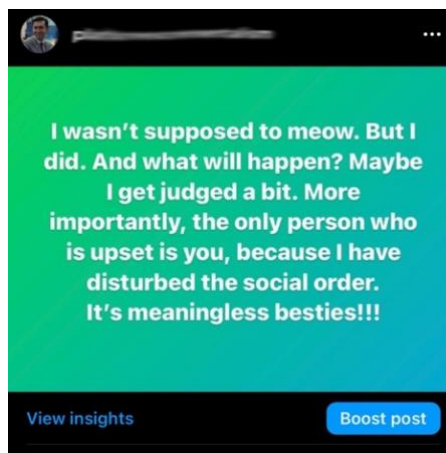 I wasn’t supposed to meow. But I
did. And what will happen? Maybe
I get judged a bit. More
importantly, the only person who
is upset is you, because I have
disturbed the social order.
It’s meaningless besties!!!
View insights
Boost post